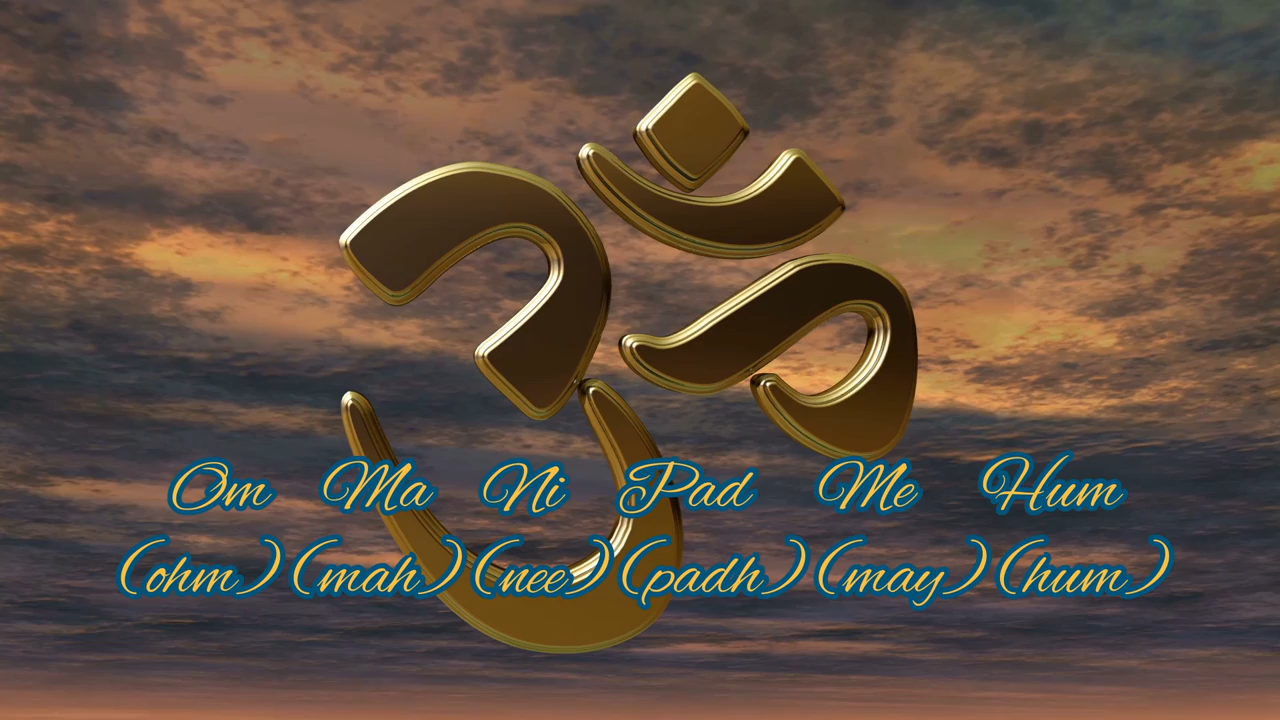 ॐ
Om Ma Ni Pad Me Hum
(ohm) (mah) (nee) (padh) (may) (hum)